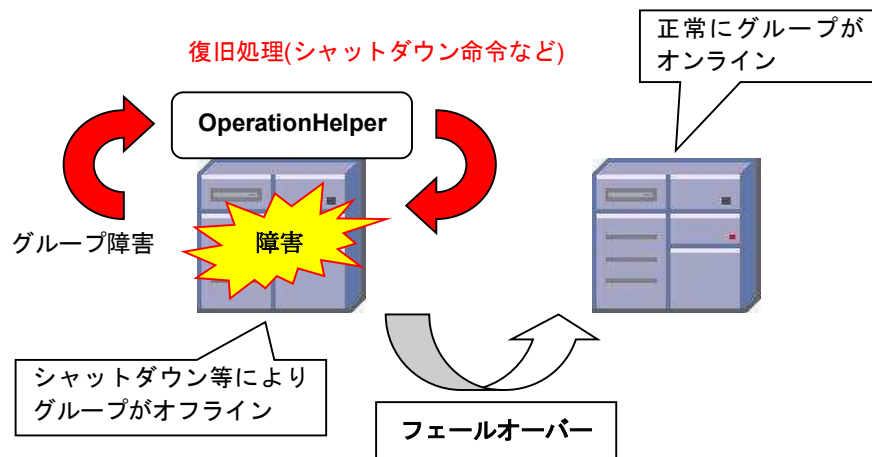 復旧処理(シャットダウン命令など)
正常にグループが
オンライン
OperationHelper
グループ障害
障害
シャットダウン等により
グループがオフライン
フェールオーバー